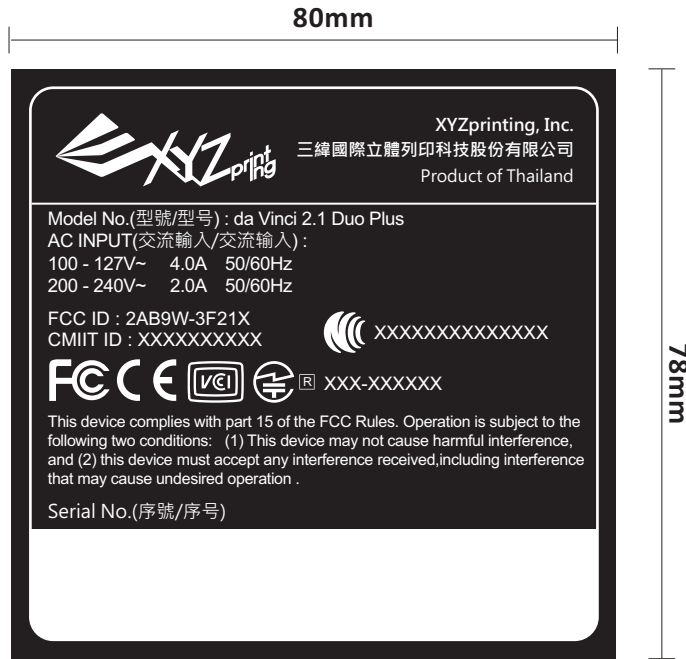 80mm
XYZprinting
XYZprinting, Inc.
三緯國際立體列印科技股份有限公司
Product of Thailand
Model No.(型號/型号) : da Vinci 2.1 Duo Plus
AC INPUT(交流輸入/交流输入) :
100 - 127V~ 4.0A 50/60Hz
200 - 240V~ 2.0A 50/60Hz
FCC ID : 2AB9W-3F21X
CMIIT ID : XXXXXXXXXX
XXXXXXXXXXXXXX
FC CE VCI R XXX-XXXXXX
This device complies with part 15 of the FCC Rules. Operation is subject to the
following two conditions: (1) This device may not cause harmful interference,
and (2) this device must accept any interference received,including interference
that may cause undesired operation .
Serial No.(序號/序号)
78mm